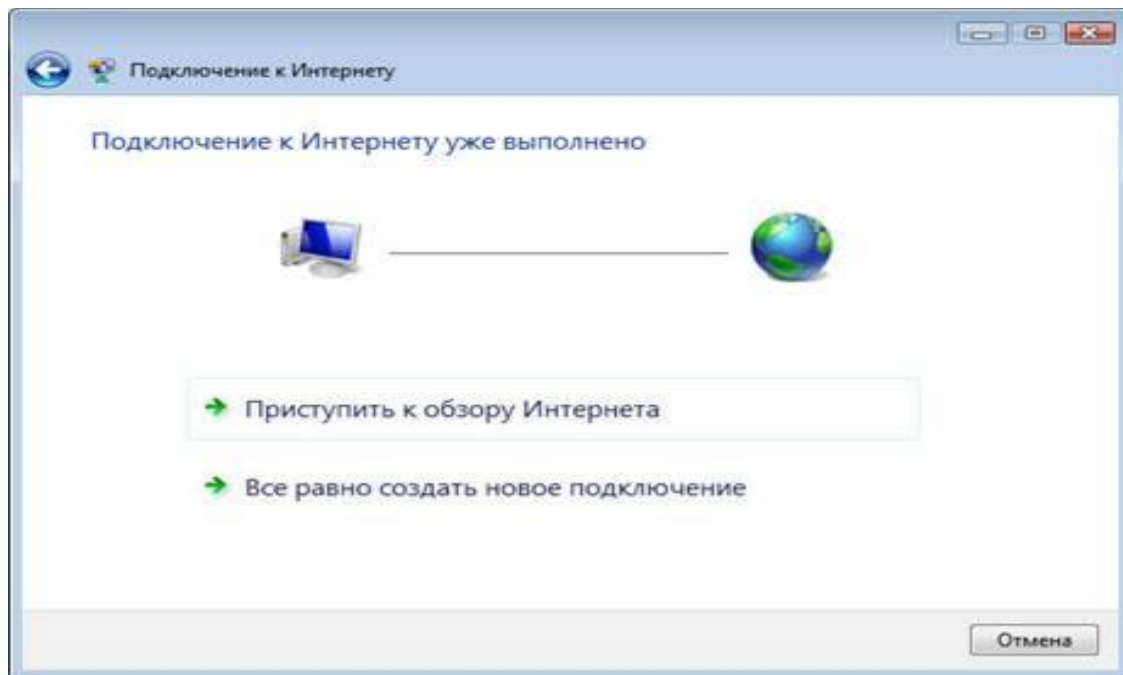 Подключение к Интернету
Подключение к Интернету уже выполнено
Приступить к обзору Интернета
Все равно создать новое подключение
Отмена